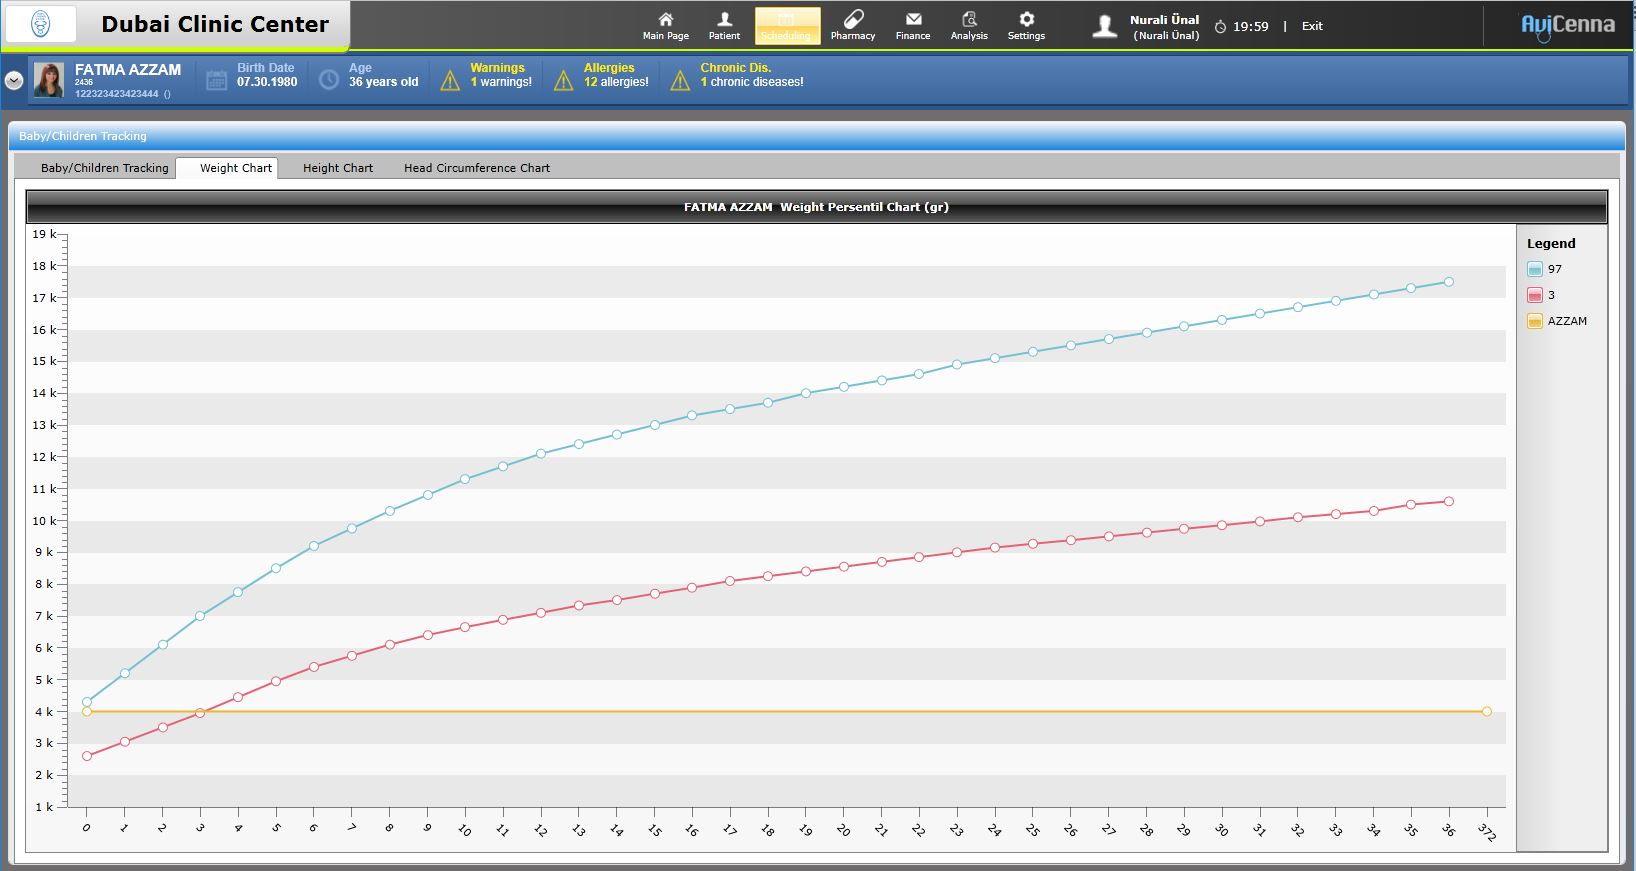 Dubai Clinic Center
Main Page
Patient
Scheduling
Pharmacy
Finance
Analysis
Settings
Nurali Ünal
(Nurali Ünal)
19:59 | Exit
AviCenna
FATMA AZZAM
2436
122323423423444 ()
Birth Date
07.30.1980
Age
36 years old
Warnings
1 warnings!
Allergies
12 allergies!
Chronic Dis.
1 chronic diseases!
Baby/Children Tracking
Baby/Children Tracking Weight Chart Height Chart Head Circumference Chart
FATMA AZZAM Weight Persentil Chart (gr)
19 k
18 k
17 k
16 k
15 k
14 k
13 k
12 k
11 k
10 k
9 k
8 k
7 k
6 k
5 k
4 k
3 k
2 k
1 k
0 1 2 3 4 5 6 7 8 9 10 11 12 13 14 15 16 17 18 19 20 21 22 23 24 25 26 27 28 29 30 31 32 33 34 35 36 372
Legend
97
3
AZZAM